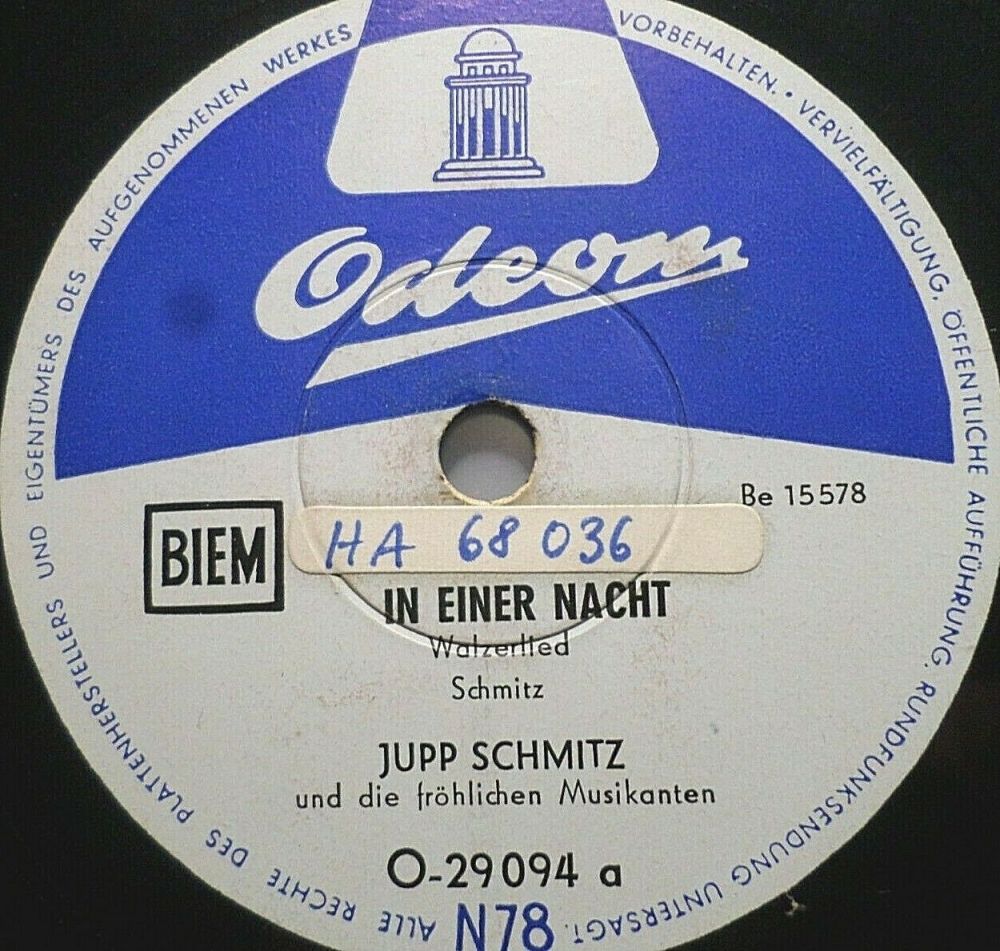 ALLE RECHTE DES PLATTENHERSTELLERS UND EIGENTÜMERS DES AUFGENOMMENEN WERKES VORBEHALTEN. • VERVIELFÄLTIGUNG, ÖFFENTLICHE AUFFÜHRUNG, RUNDFUNKSENDUNG UNTERSAGT.
Odeon
Be 15578
BIEM
HA 68 036
IN EINER NACHT
Walzerlied
Schmitz
JUPP SCHMITZ
und die fröhlichen Musikanten
O-29094 a
N78